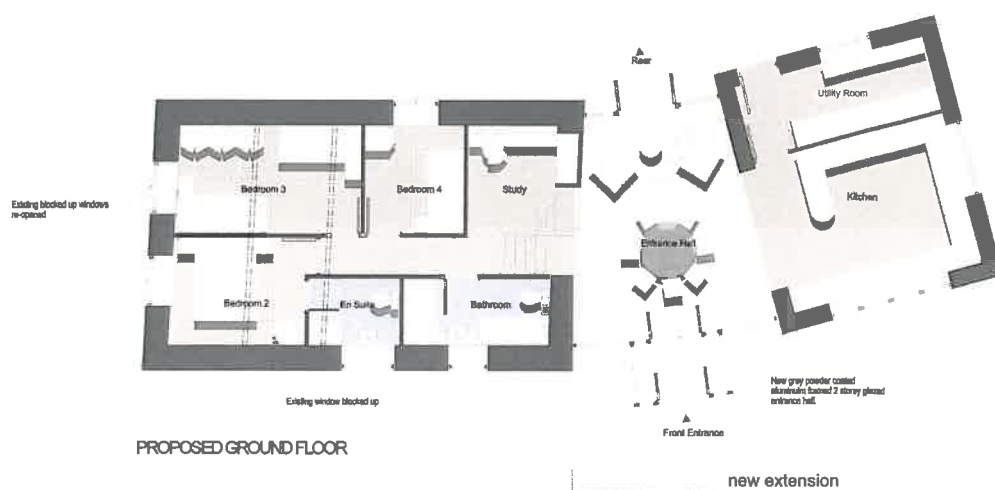 Rear
Utility Room
Bedroom 3
Bedroom 4
Study
Kitchen
Existing blocked up windows
re-opened
Entrance Hall
Bedroom 2
En Suite
Bathroom
New grey powder coated
aluminium framed 2 storey glazed
entrance hall.
Existing window blocked up
Front Entrance
PROPOSED GROUND FLOOR
new extension